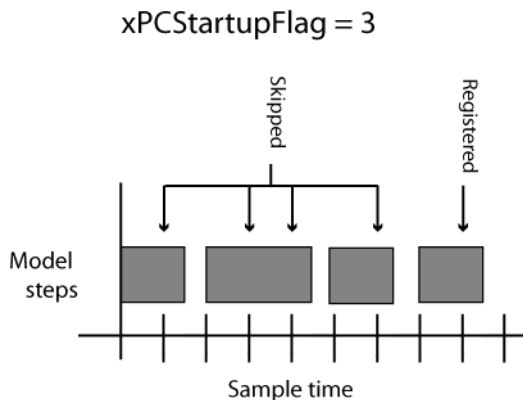 xPCStartupFlag = 3
Skipped
Registered
Model
steps
Sample time